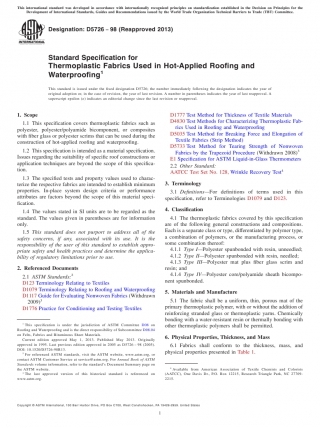 This international standard was developed in accordance with internationally recognized principles on standardization established in the Decision on Principles for the
Development of International Standards, Guides and Recommendations issued by the World Trade Organization Technical Barriers to Trade (TBT) Committee.
Designation: D5726 − 98 (Reapproved 2013)
INTERNATIONAL
Standard Specification for
Thermoplastic Fabrics Used in Hot-Applied Roofing and
Waterproofing1
This standard is issued under the fixed designation D5726; the number immediately following the designation indicates the year of
original adoption or, in the case of revision, the year of last revision. A number in parentheses indicates the year of last reapproval. A
superscript epsilon (´) indicates an editorial change since the last revision or reapproval.
1. Scope
1.1 This specification covers thermoplastic fabrics such as
polyester, polyester/polyamide bicomponent, or composites
with fiber glass or polyester scrims that can be used during the
construction of hot-applied roofing and waterproofing.
1.2 This specification is intended as a material specification.
Issues regarding the suitability of specific roof constructions or
application techniques are beyond the scope of this specifica-
tion.
1.3 The specified tests and property values used to charac-
terize the respective fabrics are intended to establish minimum
properties. In-place system design criteria or performance
attributes are factors beyond the scope of this material speci-
fication.
1.4 The values stated in SI units are to be regarded as the
standard. The values given in parentheses are for information
only.
1.5 This standard does not purport to address all of the
safety concerns, if any, associated with its use. It is the
responsibility of the user of this standard to establish appro-
priate safety and health practices and determine the applica-
bility of regulatory limitations prior to use.
2. Referenced Documents
2.1 ASTM Standards:2
D123 Terminology Relating to Textiles
D1079 Terminology Relating to Roofing and Waterproofing
D1117 Guide for Evaluating Nonwoven Fabrics (Withdrawn
2009)3
D1776 Practice for Conditioning and Testing Textiles
1 This specification is under the jurisdiction of ASTM Committee D08 on
Roofing and Waterproofing and is the direct responsibility of Subcommittee D08.04
on Felts, Fabrics and Bituminous Sheet Materials.
Current edition approved May 1, 2013. Published May 2013. Originally
approved in 1995. Last previous edition approved in 2005 as D5726 – 98 (2005).
DOI: 10.1520/D5726-98R13.
2 For referenced ASTM standards, visit the ASTM website, www.astm.org, or
contact ASTM Customer Service at service@astm.org. For Annual Book of ASTM
Standards volume information, refer to the standard's Document Summary page on
the ASTM website.
3 The last approved version of this historical standard is referenced on
www.astm.org.
D1777 Test Method for Thickness of Textile Materials
D4830 Test Methods for Characterizing Thermoplastic Fab-
rics Used in Roofing and Waterproofing
D5035 Test Method for Breaking Force and Elongation of
Textile Fabrics (Strip Method)
D5733 Test Method for Tearing Strength of Nonwoven
Fabrics by the Trapezoid Procedure (Withdrawn 2008)3
E1 Specification for ASTM Liquid-in-Glass Thermometers
2.2 Other Standard:
AATC Test Set No. 128, Wrinkle Recovery Test4
3. Terminology
3.1 Definitions—For definitions of terms used in this
specification, refer to Terminologies D1079 and D123.
4. Classification
4.1 The thermoplastic fabrics covered by this specification
are of the following general constructions and compositions.
Each is a separate class or type, differentiated by polymer type,
a combination of polymers, or the manufacturing process, or
some combination thereof:
4.1.1 Type I—Polyester spunbonded with resin, unneedled;
4.1.2 Type II—Polyester spunbonded with resin, needled;
4.1.3 Type III—Polyester mat plus fiber glass scrim and
resin; and
4.1.4 Type IV—Polyester core/polyamide sheath bicompo-
nent spunbonded.
5. Materials and Manufacture
5.1 The fabric shall be a uniform, thin, porous mat of the
primary thermoplastic polymer, with or without the addition of
reinforcing stranded glass or thermoplastic yarns. Chemically
bonding with a water-resistant resin or thermally bonding with
other thermoplastic polymers shall be permitted.
6. Physical Properties, Thickness, and Mass
6.1 Fabrics shall conform to the thickness, mass, and
physical properties presented in Table 1.
4 Available from American Association of Textile Chemists and Colorists
(AATCC), One Davis Dr., P.O. Box 12215, Research Triangle Park, NC 27709-
2215.
Copyright © ASTM International, 100 Barr Harbor Drive, PO Box C700, West Conshohocken, PA 19428-2959. United States
1